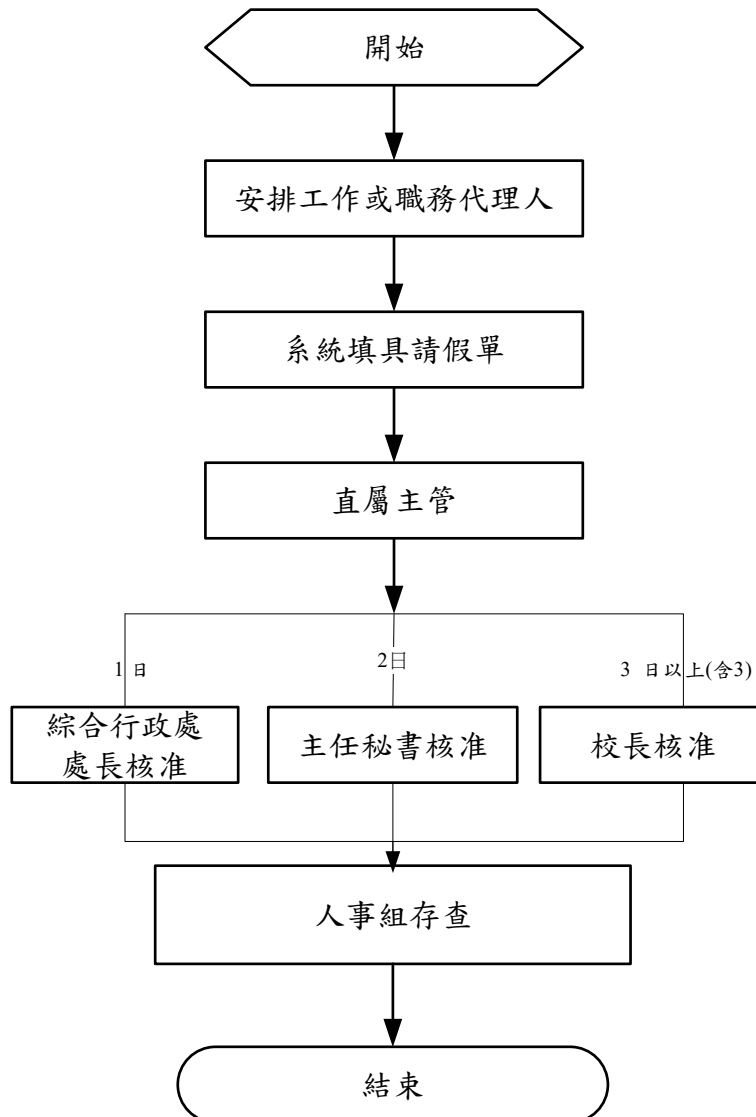 開始
安排工作或職務代理人
系統填具請假單
直屬主管
1 日
2日
3 日以上(含3)
綜合行政處
處長核准
主任秘書核准
校長核准
人事組存查
結束